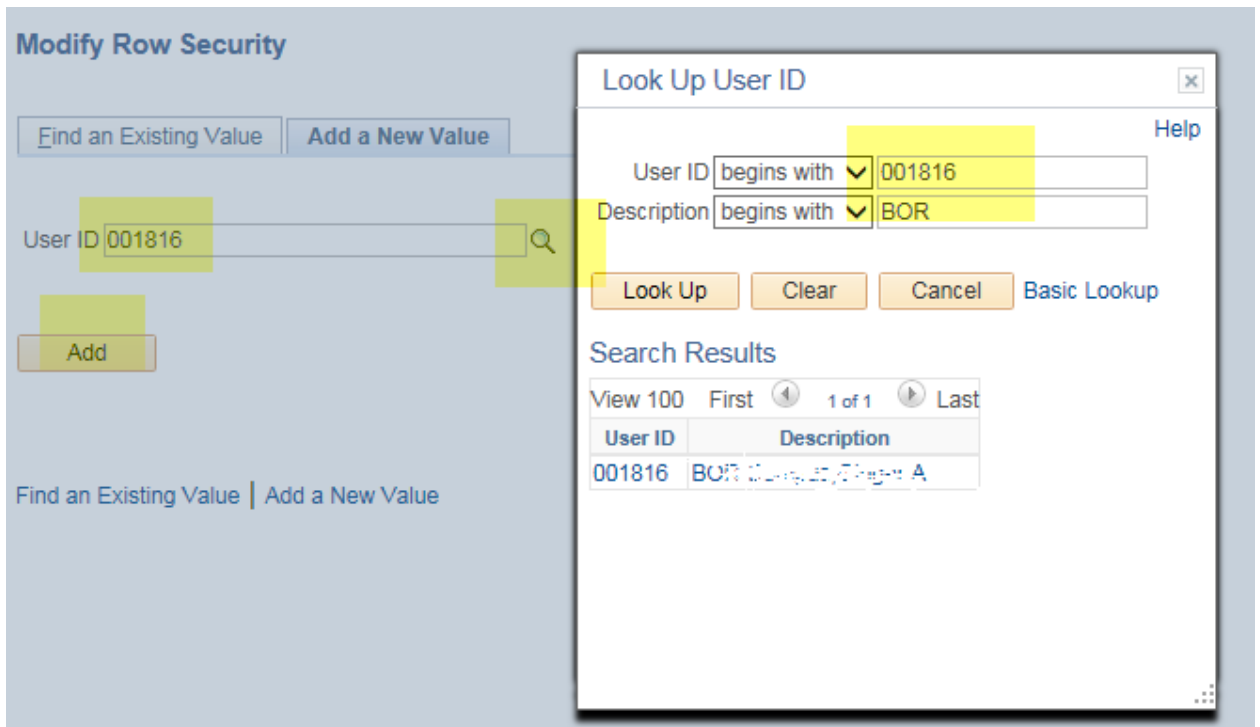 Modify Row Security
Find an Existing Value
Add a New Value
User ID 001816
Add
Find an Existing Value | Add a New Value
Look Up User ID
Help
User ID begins with 001816
Description begins with BOR
Look Up Clear Cancel Basic Lookup
Search Results
View 100 First 1 of 1 Last
User ID Description
001816 BOR A